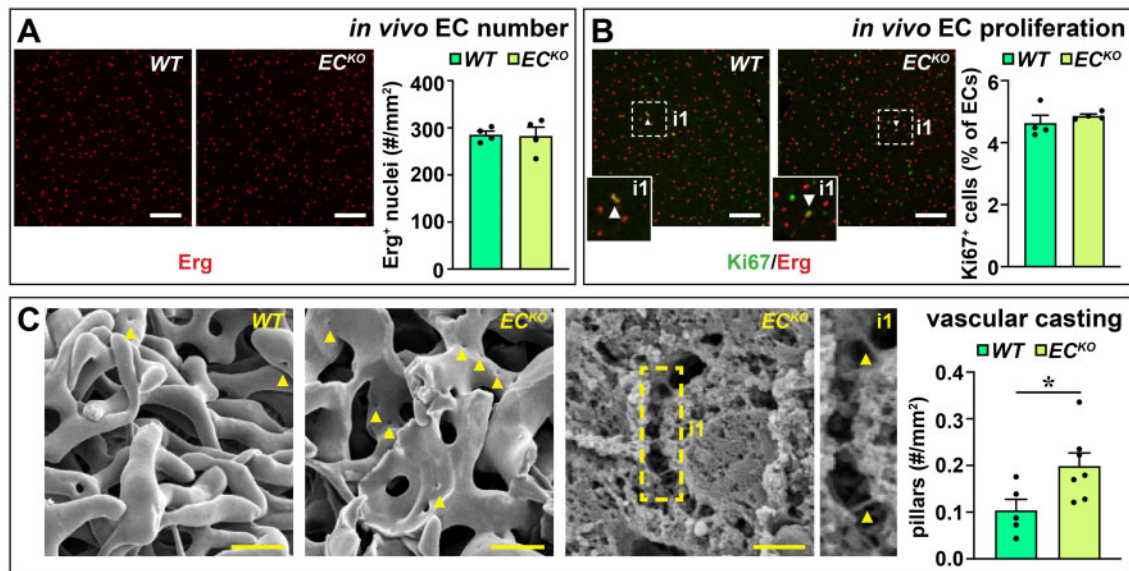 A
in vivo EC number
WT
EC^KO
WT EC^KO
Erg⁺ nuclei (#/mm²)
400
300
200
100
0
Erg
B
in vivo EC proliferation
WT
EC^KO
i1
i1
i1
i1
Ki67/Erg
WT EC^KO
Ki67⁺ cells (% of ECs)
6
4
2
0
C
WT
EC^KO
EC^KO
i1
i1
vascular casting
WT EC^KO
pillars (#/mm²)
0.4
0.3
0.2
0.1
0.0
*